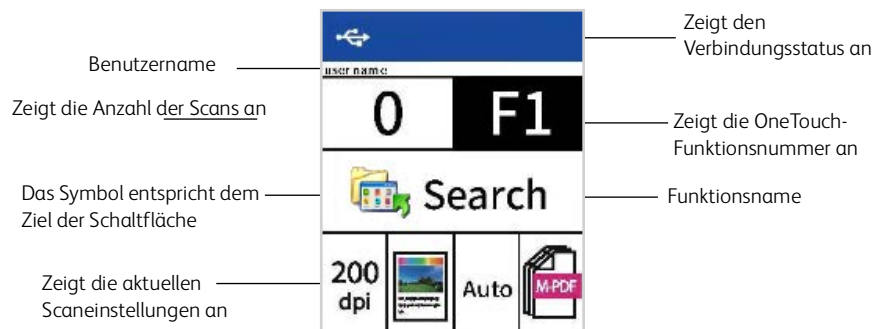 Zeigt den
Verbindungsstatus an
Benutzername
user name
Zeigt die Anzahl der Scans an
0
F1
Zeigt die OneTouch-
Funktionsnummer an
Das Symbol entspricht dem
Ziel der Schaltfläche
Search
Funktionsname
Zeigt die aktuellen
Scaneinstellungen an
200
dpi
Auto
M-PDF